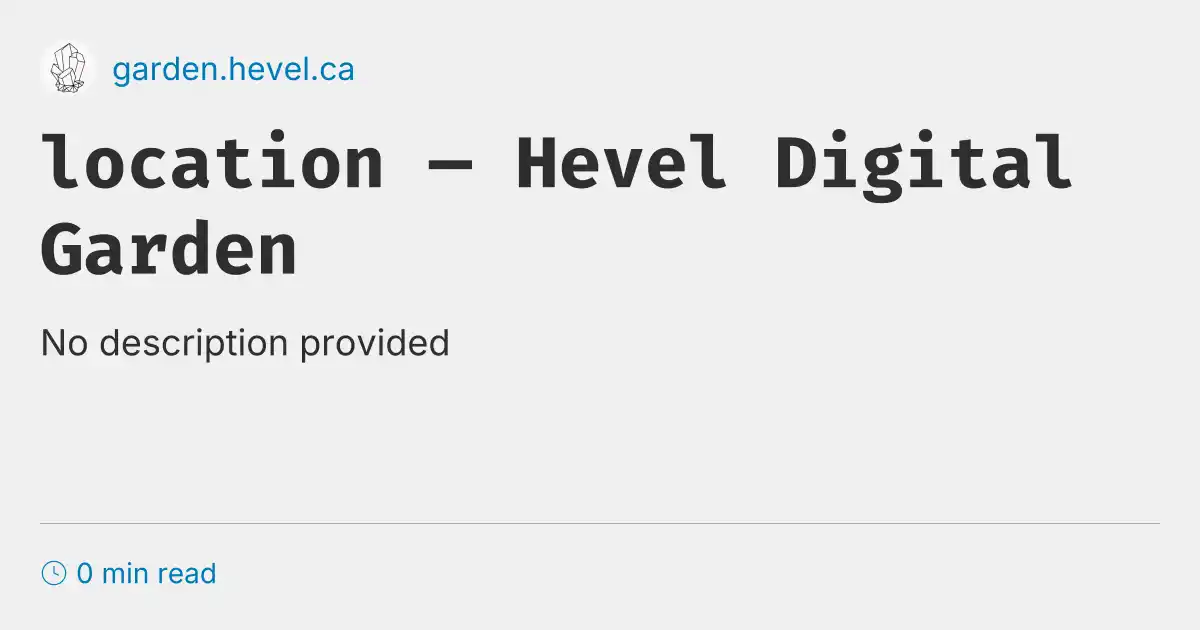 garden.hevel.ca
location — Hevel Digital
Garden
No description provided
0 min read